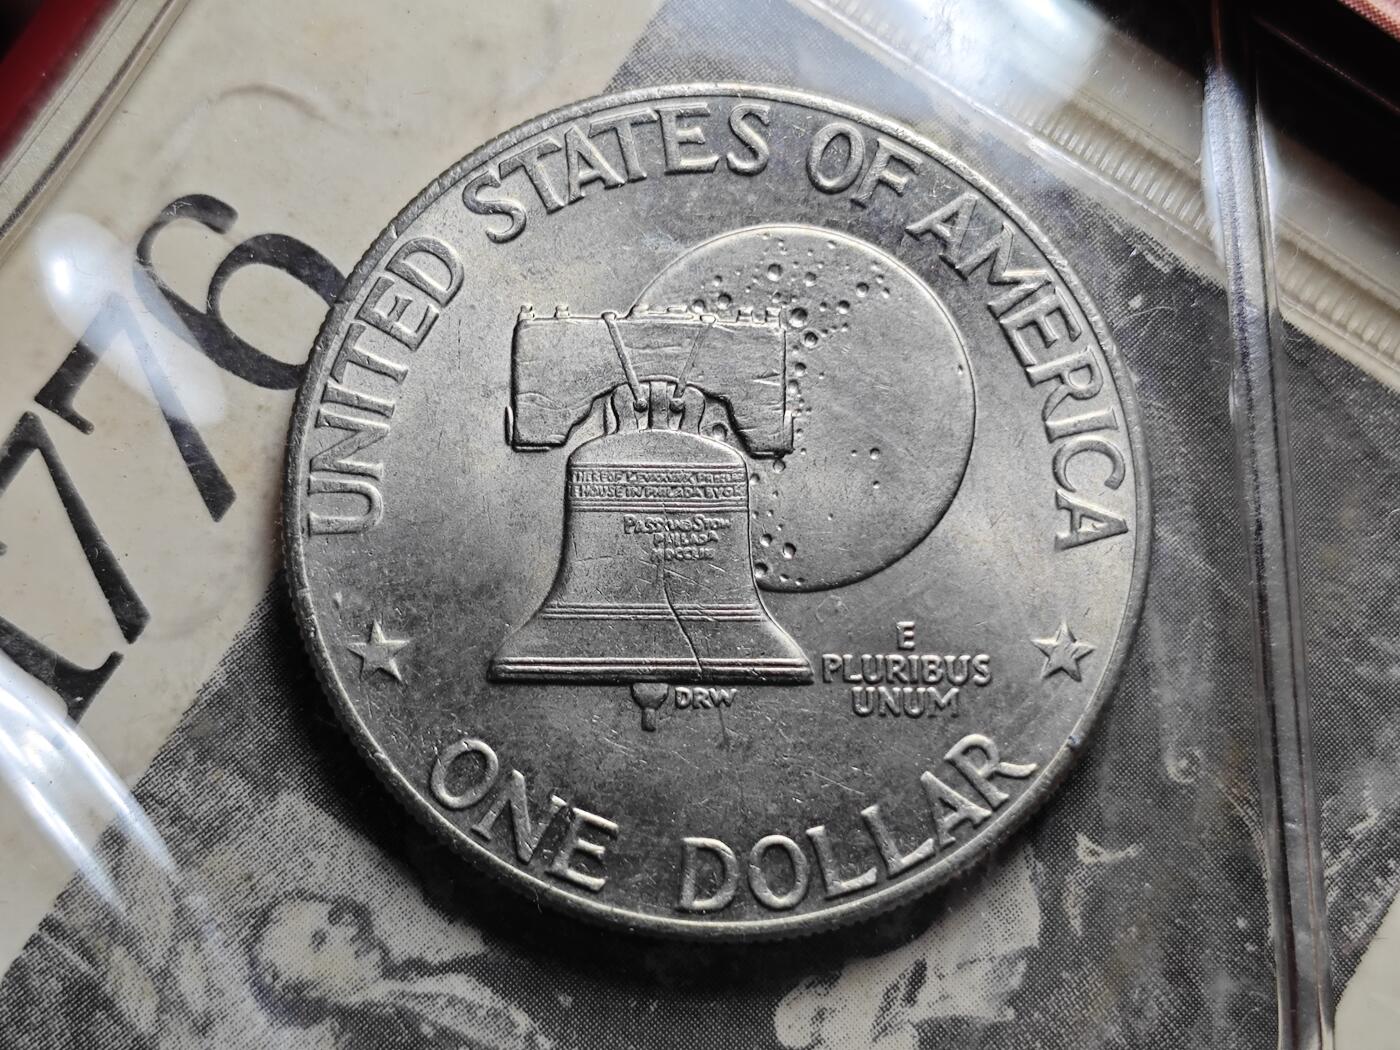 1776
UNITED STATES OF AMERICA
PASS AND STOW
PHILADA
MDCCLIII
DRW
E
PLURIBUS
UNUM
ONE DOLLAR